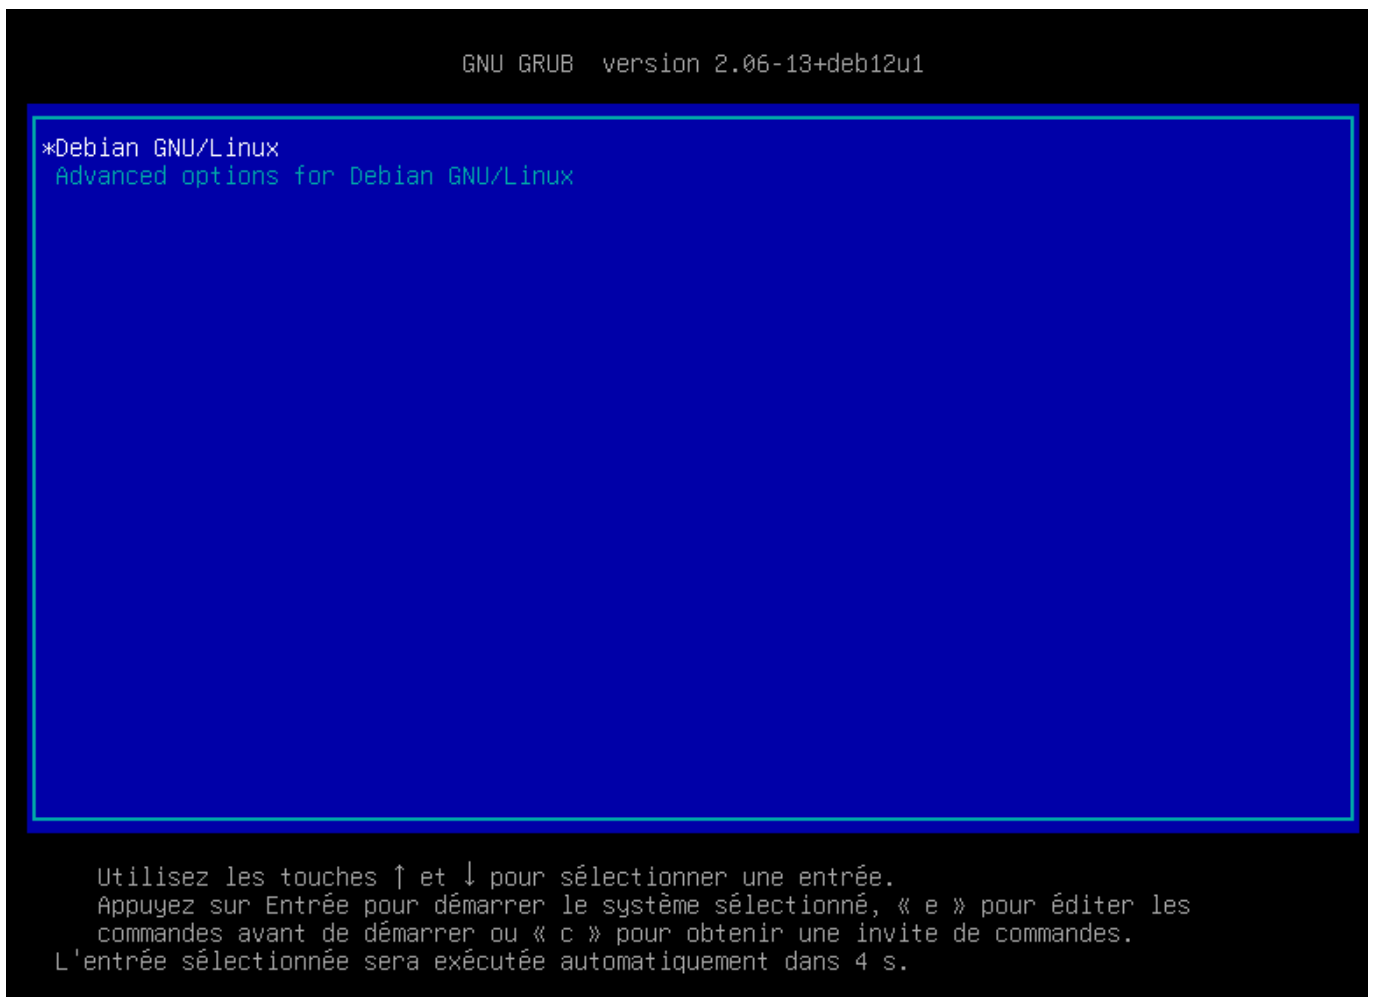 GNU GRUB  version 2.06-13+deb12u1
*Debian GNU/Linux
Advanced options for Debian GNU/Linux
Utilisez les touches ↑ et ↓ pour sélectionner une entrée.
Appuyez sur Entrée pour démarrer le système sélectionné, « e » pour éditer les
commandes avant de démarrer ou « c » pour obtenir une invite de commandes.
L'entrée sélectionnée sera exécutée automatiquement dans 4 s.